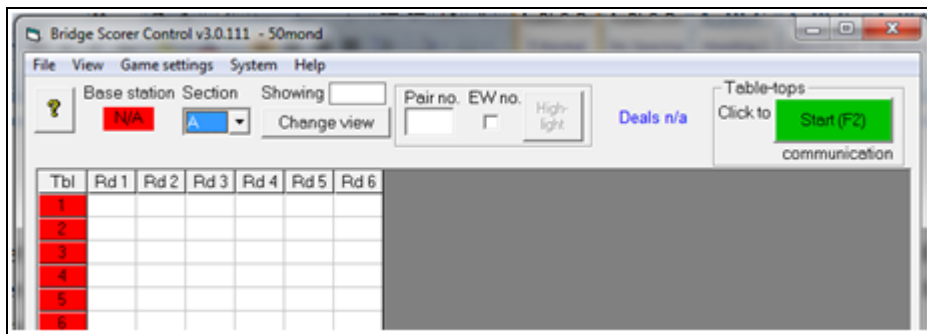 Bridge Scorer Control v3.0.111 - 50mond
File View Game settings System Help
? Base station Section Showing Pair no. EW no. High-light Deals n/a Table-tops
N/A A Change view Click to Start (F2)
communication
Tbl Rd 1 Rd 2 Rd 3 Rd 4 Rd 5 Rd 6
1
2
3
4
5
6